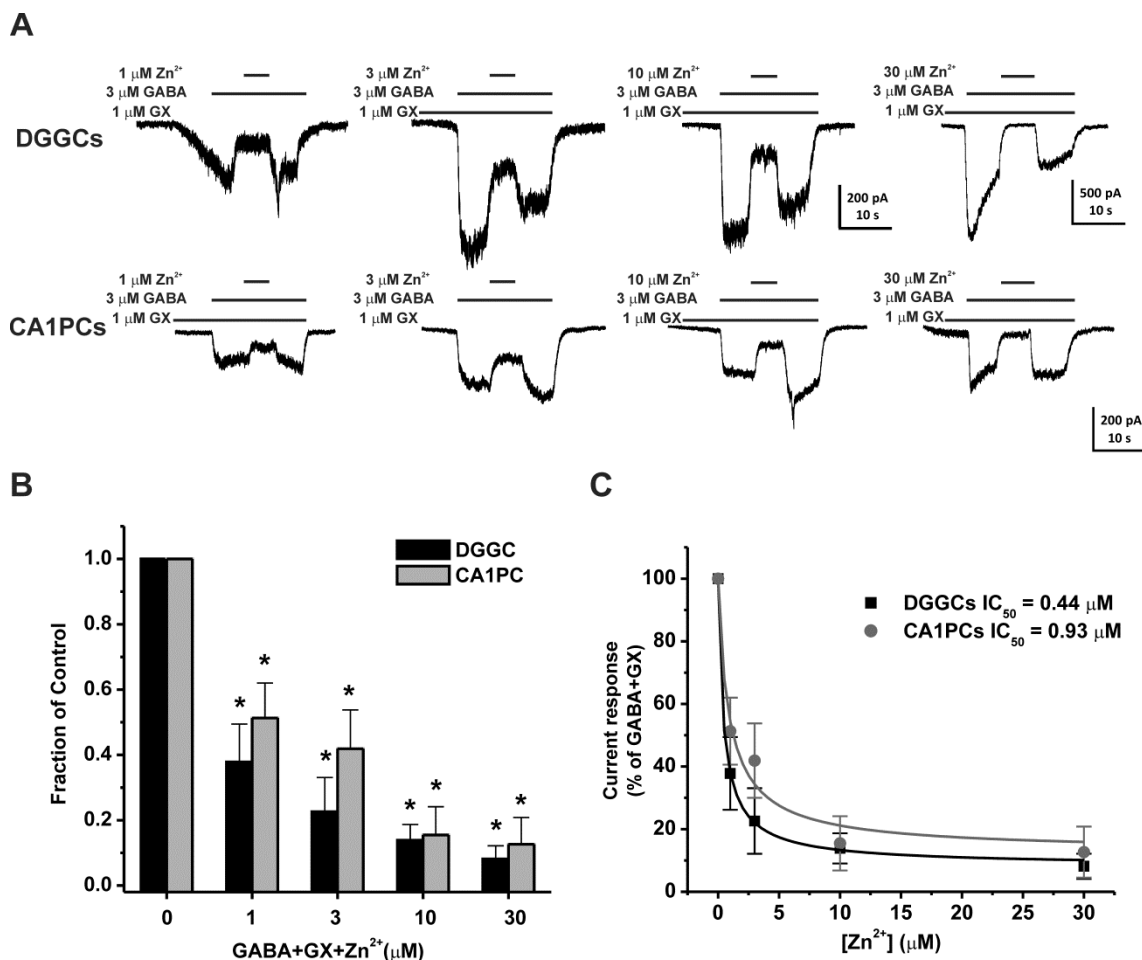 A
1 μM Zn²⁺
3 μM GABA
1 μM GX
3 μM Zn²⁺
3 μM GABA
1 μM GX
10 μM Zn²⁺
3 μM GABA
1 μM GX
30 μM Zn²⁺
3 μM GABA
1 μM GX
DGGCs
200 pA
10 s
500 pA
10 s
1 μM Zn²⁺
3 μM GABA
1 μM GX
3 μM Zn²⁺
3 μM GABA
1 μM GX
10 μM Zn²⁺
3 μM GABA
1 μM GX
30 μM Zn²⁺
3 μM GABA
1 μM GX
CA1PCs
200 pA
10 s
B
DGGC
CA1PC
Fraction of Control
1.0
0.8
0.6
0.4
0.2
0.0
* * * * * * * *
0 1 3 10 30
GABA+GX+Zn²⁺(μM)
C
DGGCs IC₅₀ = 0.44 μM
CA1PCs IC₅₀ = 0.93 μM
Current response
(% of GABA+GX)
100
80
60
40
20
0
0 5 10 15 20 25 30
[Zn²⁺] (μM)